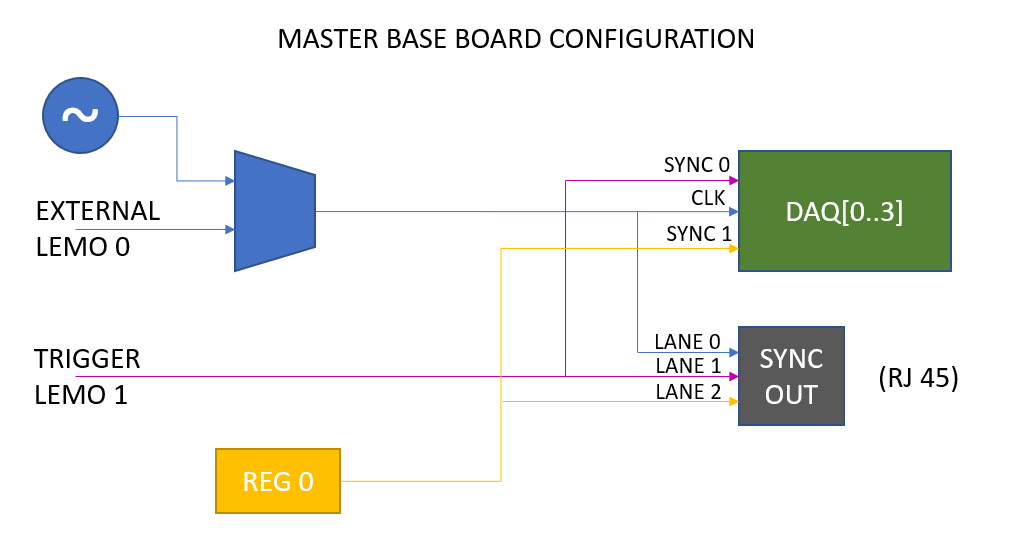 MASTER BASE BOARD CONFIGURATION
~
EXTERNAL
LEMO 0
SYNC 0
CLK
SYNC 1
DAQ[0..3]
TRIGGER
LEMO 1
LANE 0
LANE 1
LANE 2
SYNC
OUT
(RJ 45)
REG 0